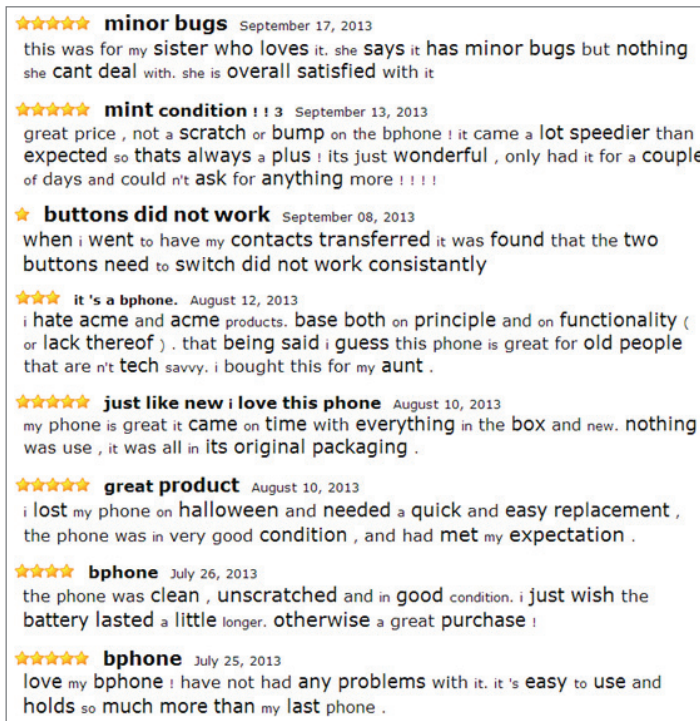 minor bugs September 17, 2013
this was for my sister who loves it. she says it has minor bugs but nothing
she cant deal with. she is overall satisfied with it
mint condition ! ! 3 September 13, 2013
great price , not a scratch or bump on the bphone ! it came a lot speedier than
expected so thats always a plus ! its just wonderful , only had it for a couple
of days and could n't ask for anything more ! ! ! !
buttons did not work September 08, 2013
when i went to have my contacts transferred it was found that the two
buttons need to switch did not work consistantly
it 's a bphone. August 12, 2013
i hate acme and acme products. base both on principle and on functionality (
or lack thereof ) . that being said i guess this phone is great for old people
that are n't tech savvy. i bought this for my aunt .
just like new i love this phone August 10, 2013
my phone is great it came on time with everything in the box and new. nothing
was use , it was all in its original packaging .
great product August 10, 2013
i lost my phone on halloween and needed a quick and easy replacement ,
the phone was in very good condition , and had met my expectation .
bphone July 26, 2013
the phone was clean , unscratched and in good condition. i just wish the
battery lasted a little longer. otherwise a great purchase !
bphone July 25, 2013
love my bphone ! have not had any problems with it. it 's easy to use and
holds so much more than my last phone .